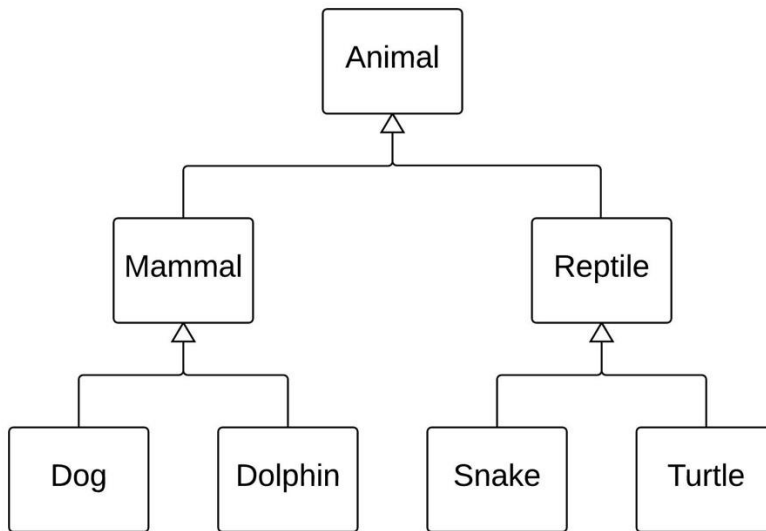 Animal
Mammal
Reptile
Dog
Dolphin
Snake
Turtle